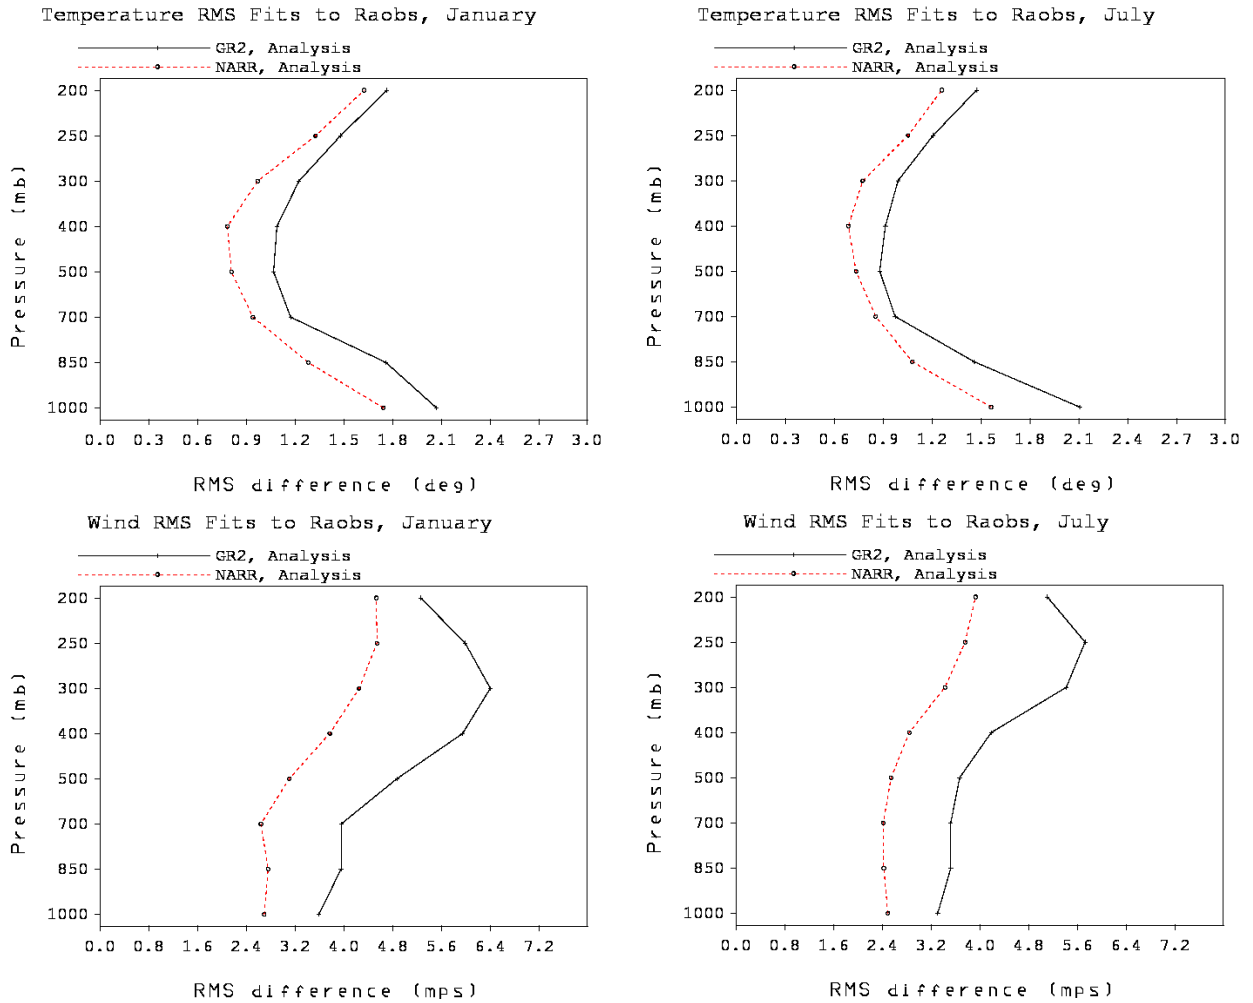 Temperature RMS Fits to Raobs, January
GR2, Analysis
NARR, Analysis
Pressure (mb)
200
250
300
400
500
700
850
1000
0.0 0.3 0.6 0.9 1.2 1.5 1.8 2.1 2.4 2.7 3.0
RMS difference (deg)
Temperature RMS Fits to Raobs, July
GR2, Analysis
NARR, Analysis
Pressure (mb)
200
250
300
400
500
700
850
1000
0.0 0.3 0.6 0.9 1.2 1.5 1.8 2.1 2.4 2.7 3.0
RMS difference (deg)
Wind RMS Fits to Raobs, January
GR2, Analysis
NARR, Analysis
Pressure (mb)
200
250
300
400
500
700
850
1000
0.0 0.8 1.6 2.4 3.2 4.0 4.8 5.6 6.4 7.2
RMS difference (mps)
Wind RMS Fits to Raobs, July
GR2, Analysis
NARR, Analysis
Pressure (mb)
200
250
300
400
500
700
850
1000
0.0 0.8 1.6 2.4 3.2 4.0 4.8 5.6 6.4 7.2
RMS difference (mps)